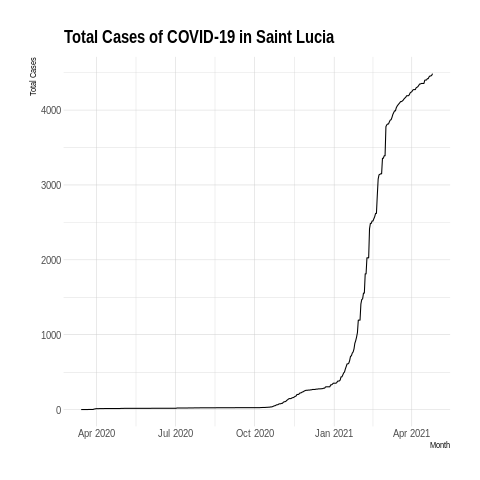 Total Cases of COVID-19 in Saint Lucia
Total Cases
4000
3000
2000
1000
0
Apr 2020 Jul 2020 Oct 2020 Jan 2021 Apr 2021
Month